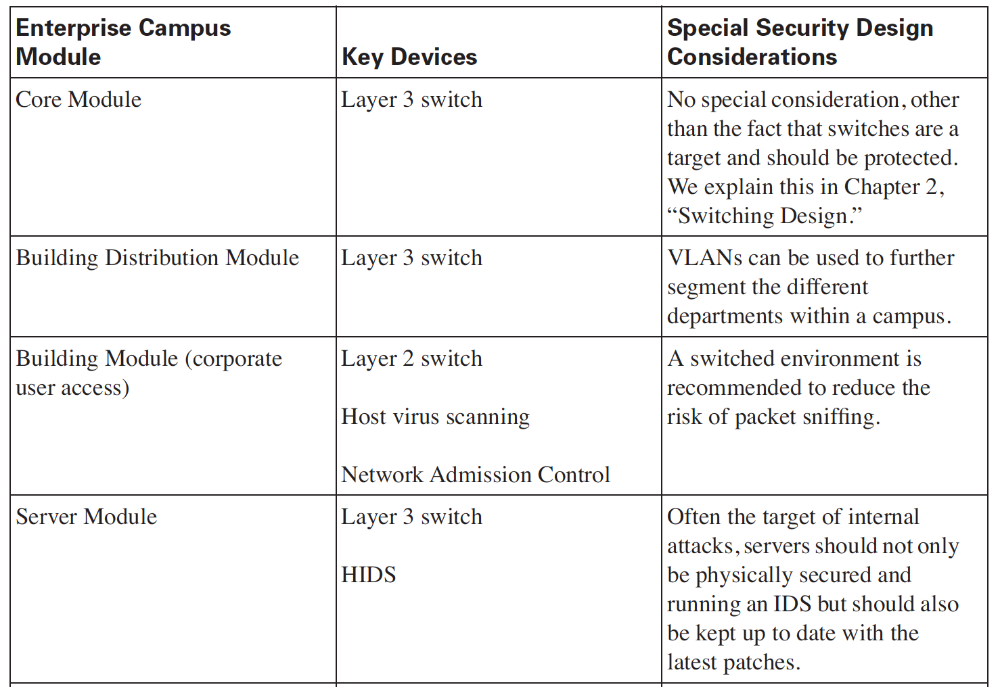 Enterprise Campus
Module
Key Devices
Special Security Design
Considerations
Core Module
Layer 3 switch
No special consideration, other
than the fact that switches are a
target and should be protected.
We explain this in Chapter 2,
“Switching Design.”
Building Distribution Module
Layer 3 switch
VLANs can be used to further
segment the different
departments within a campus.
Building Module (corporate
user access)
Layer 2 switch
Host virus scanning
Network Admission Control
A switched environment is
recommended to reduce the
risk of packet sniffing.
Server Module
Layer 3 switch
HIDS
Often the target of internal
attacks, servers should not only
be physically secured and
running an IDS but should also
be kept up to date with the
latest patches.